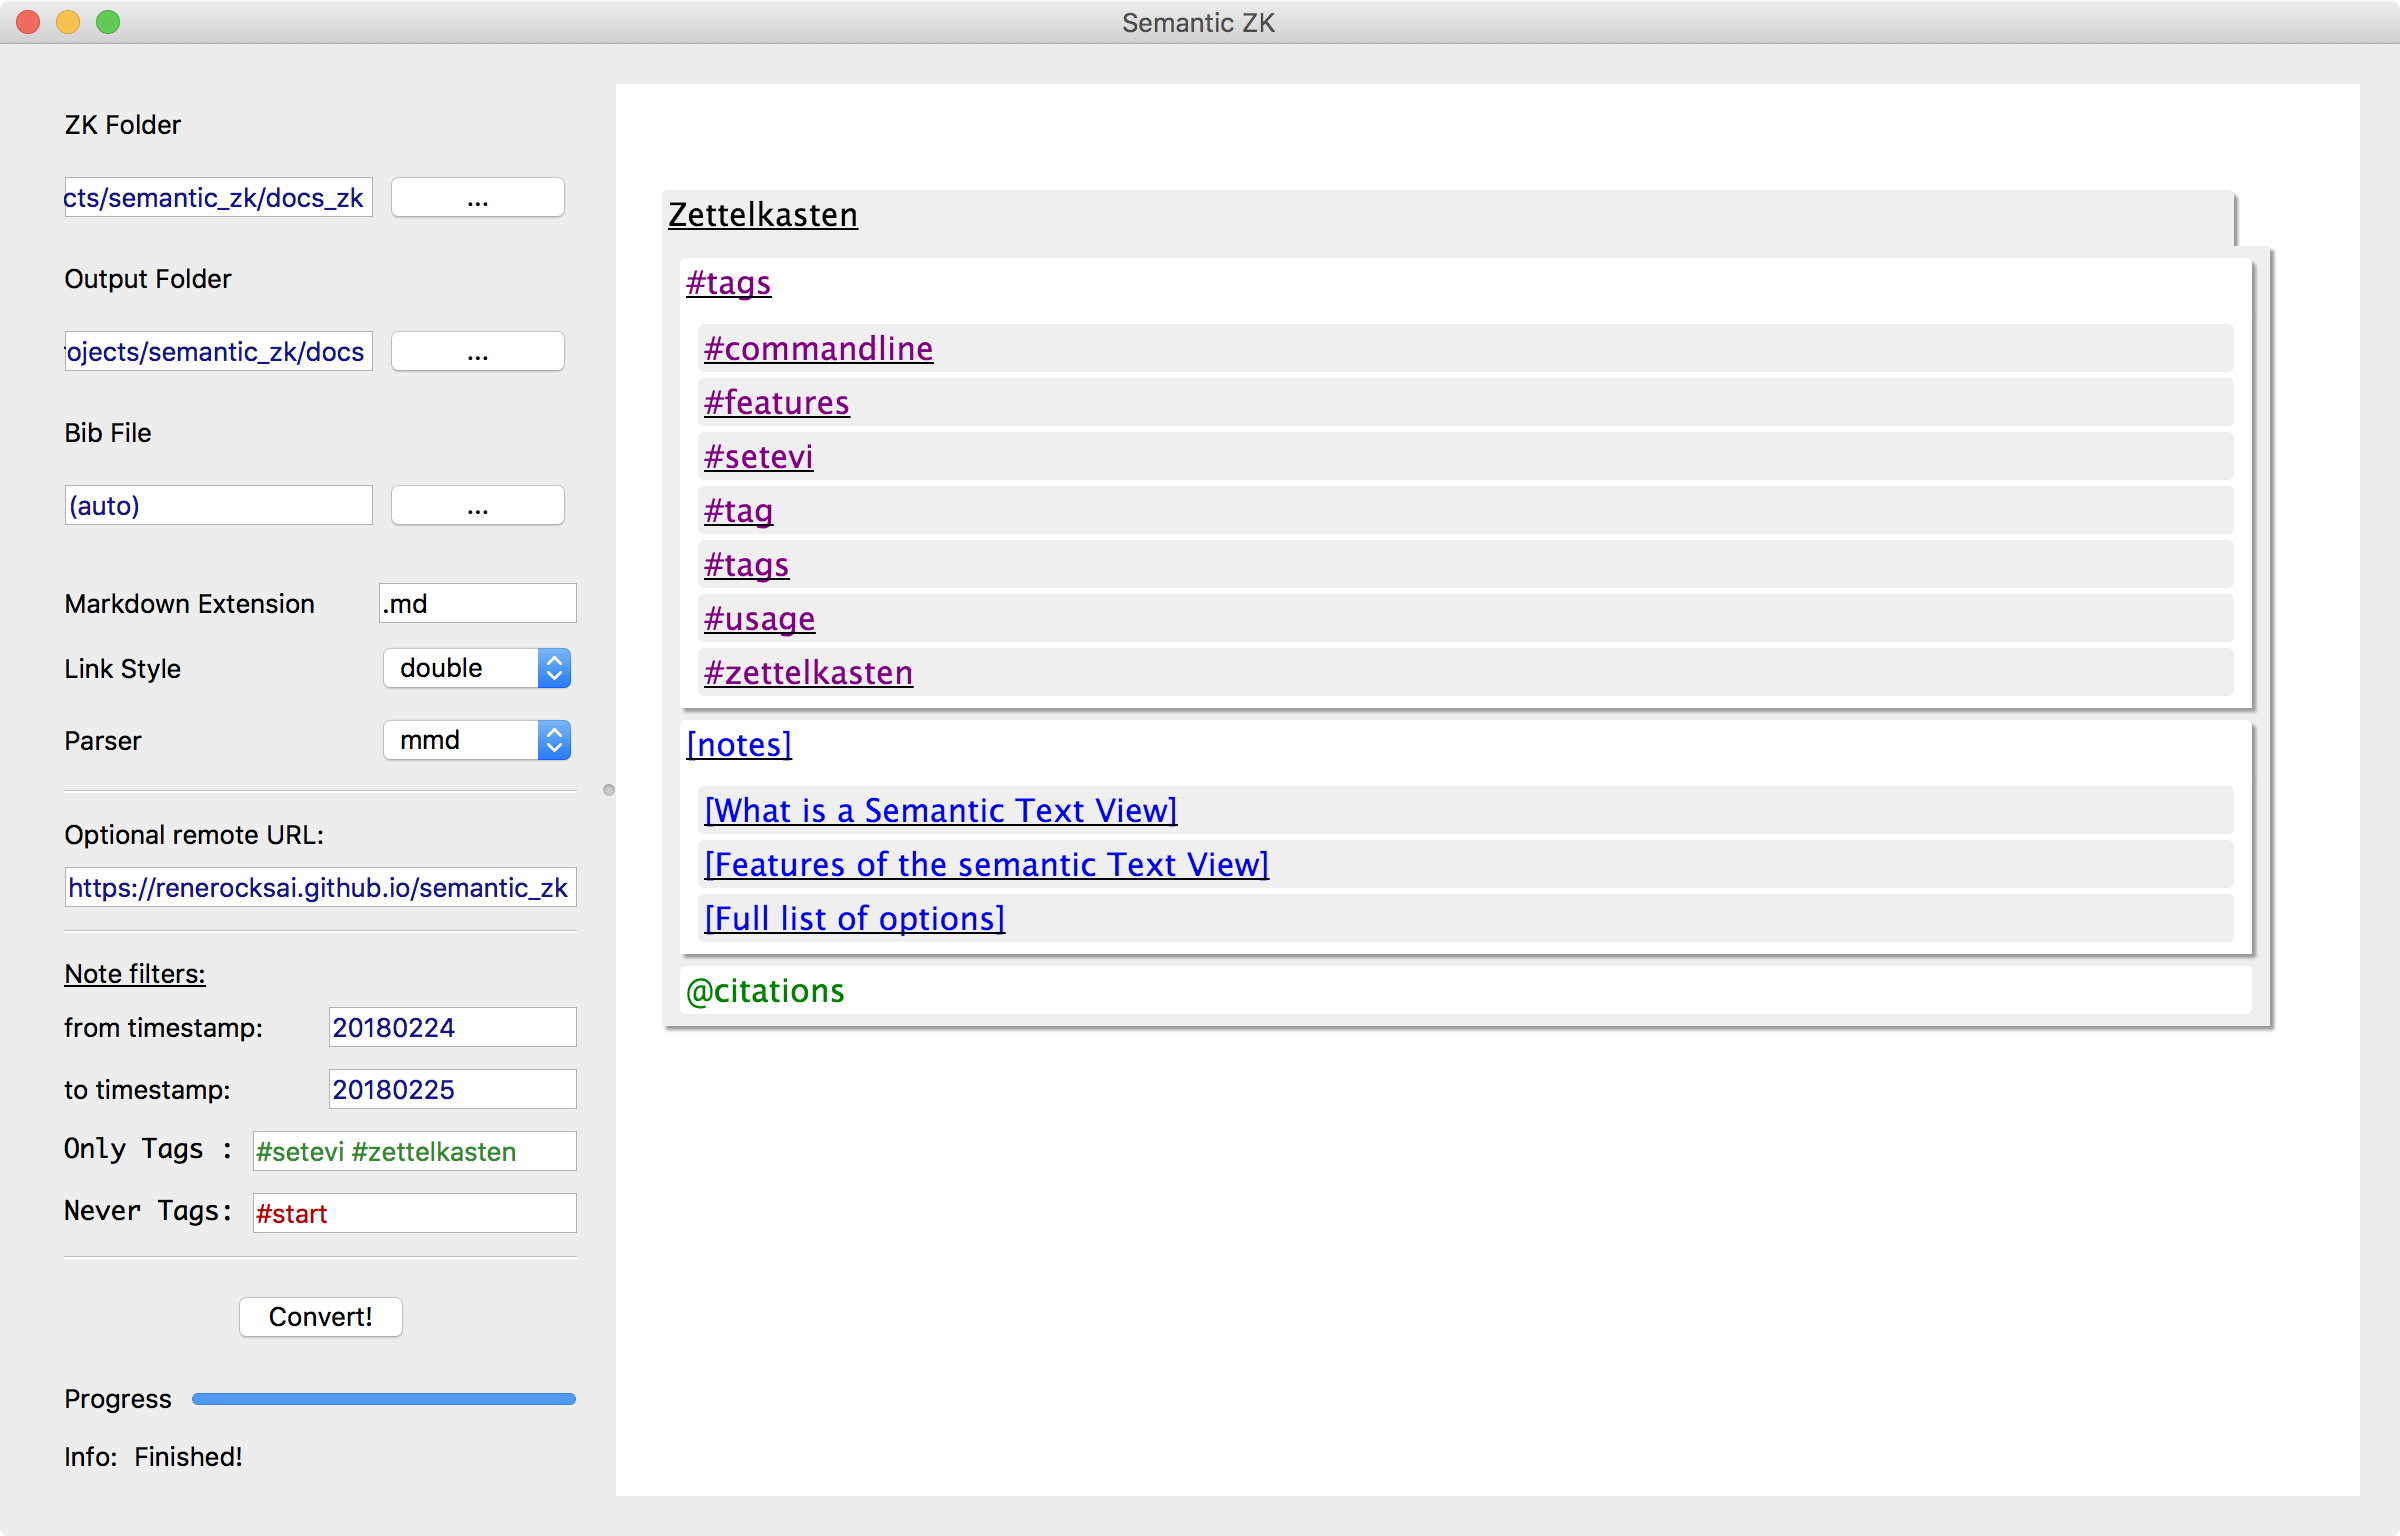 Semantic ZK
ZK Folder
cts/semantic_zk/docs_zk ...
Output Folder
ojects/semantic_zk/docs ...
Bib File
(auto) ...
Markdown Extension .md
Link Style double
Parser mmd
Optional remote URL:
https://renerocksai.github.io/semantic_zk
Note filters:
from timestamp: 20180224
to timestamp: 20180225
Only Tags : #setevi #zettelkasten
Never Tags: #start
Convert!
Progress
Info: Finished!
Zettelkasten
#tags
#commandline
#features
#setevi
#tag
#tags
#usage
#zettelkasten
[notes]
[What is a Semantic Text View]
[Features of the semantic Text View]
[Full list of options]
@citations